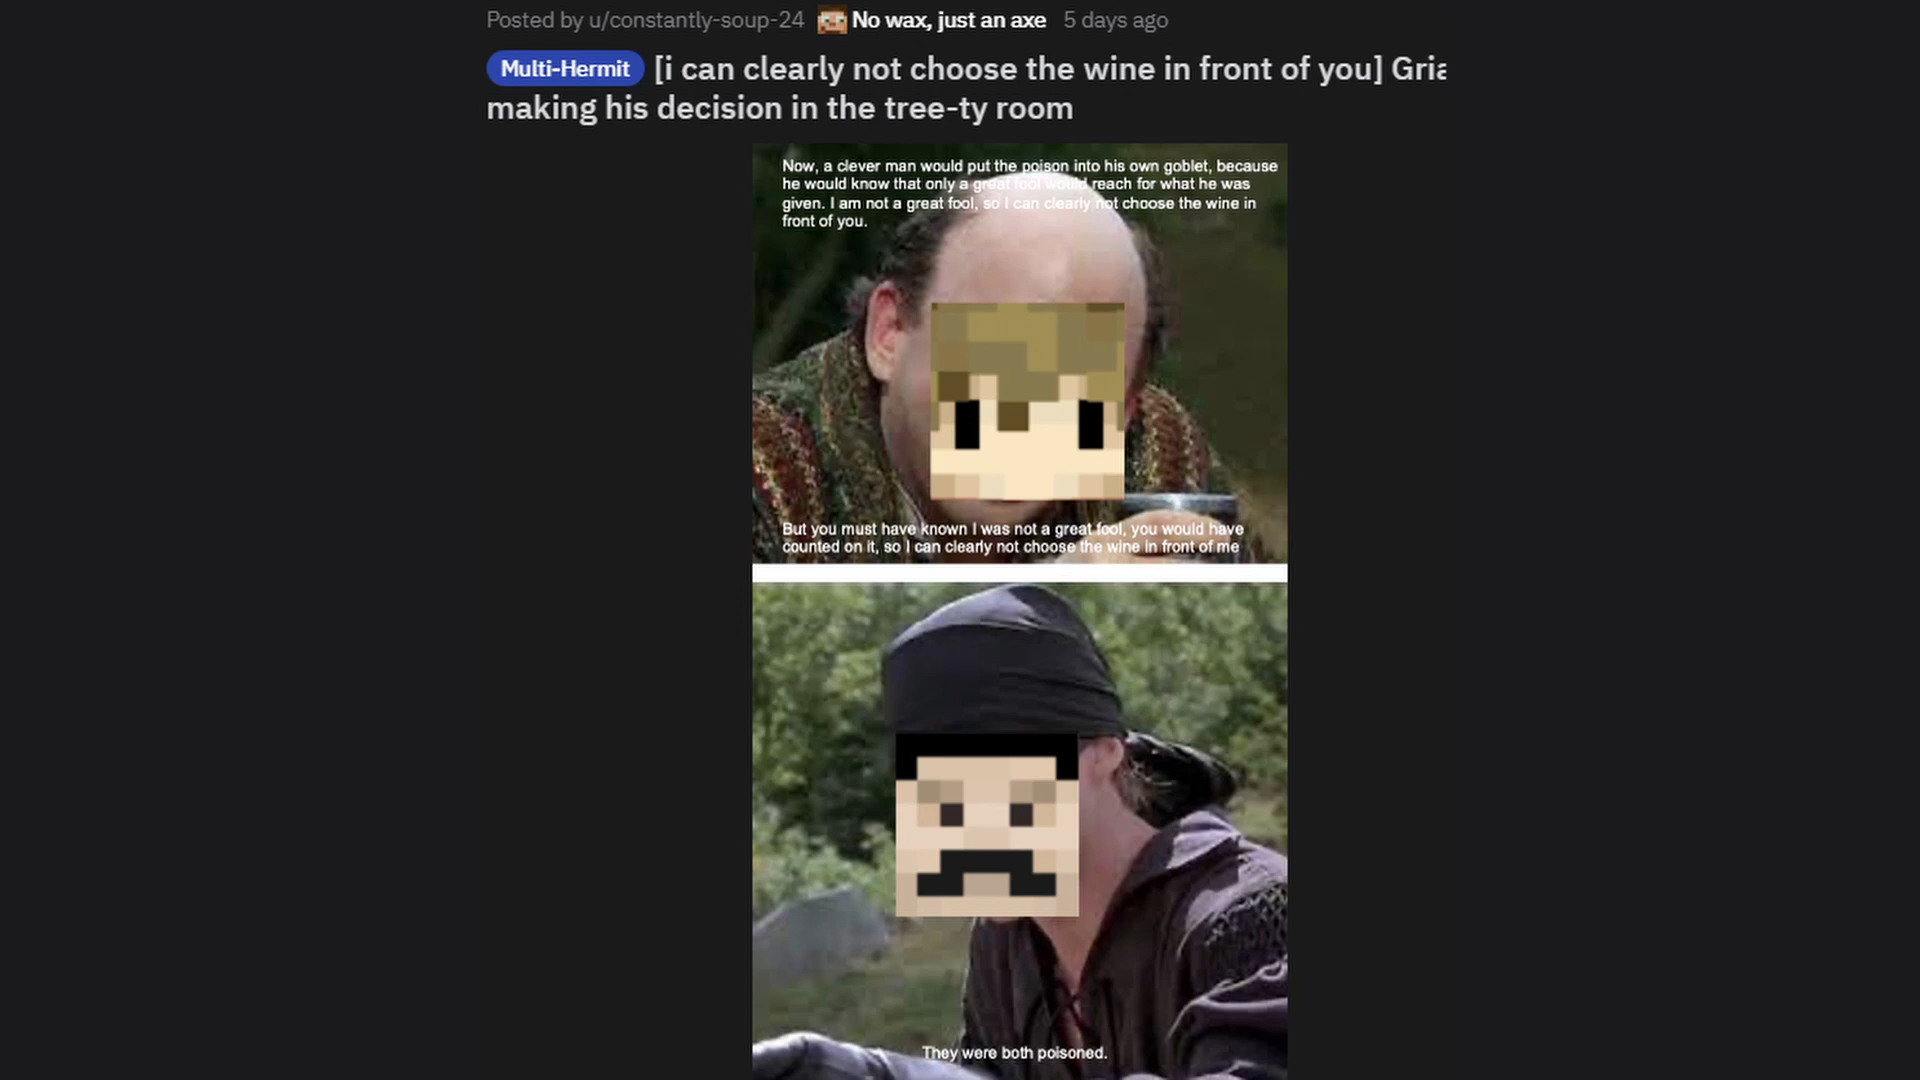 Posted by u/constantly-soup-24 No wax, just an axe 5 days ago
Multi-Hermit [i can clearly not choose the wine in front of you] Gria
making his decision in the tree-ty room
Now, a clever man would put the poison into his own goblet, because
he would know that only a great fool would reach for what he was
given. I am not a great fool, so I can clearly not choose the wine in
front of you.
But you must have known I was not a great fool, you would have
counted on it, so I can clearly not choose the wine in front of me
They were both poisoned.